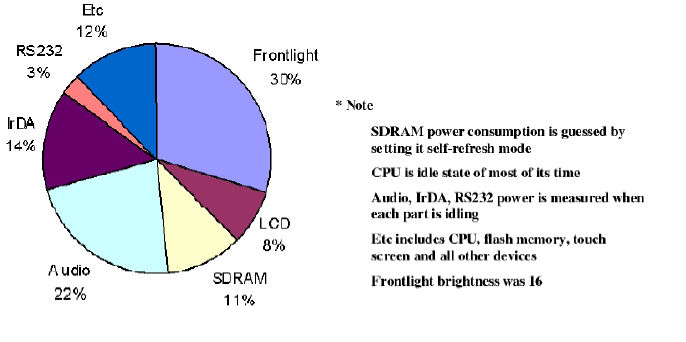 Etc
12%
RS232
3%
IrDA
14%
Audio
22%
Frontlight
30%
LCD
8%
SDRAM
11%
* Note
SDRAM power consumption is guessed by
setting it self-refresh mode
CPU is idle state of most of its time
Audio, IrDA, RS232 power is measured when
each part is idling
Etc includes CPU, flash memory, touch
screen and all other devices
Frontlight brightness was 16